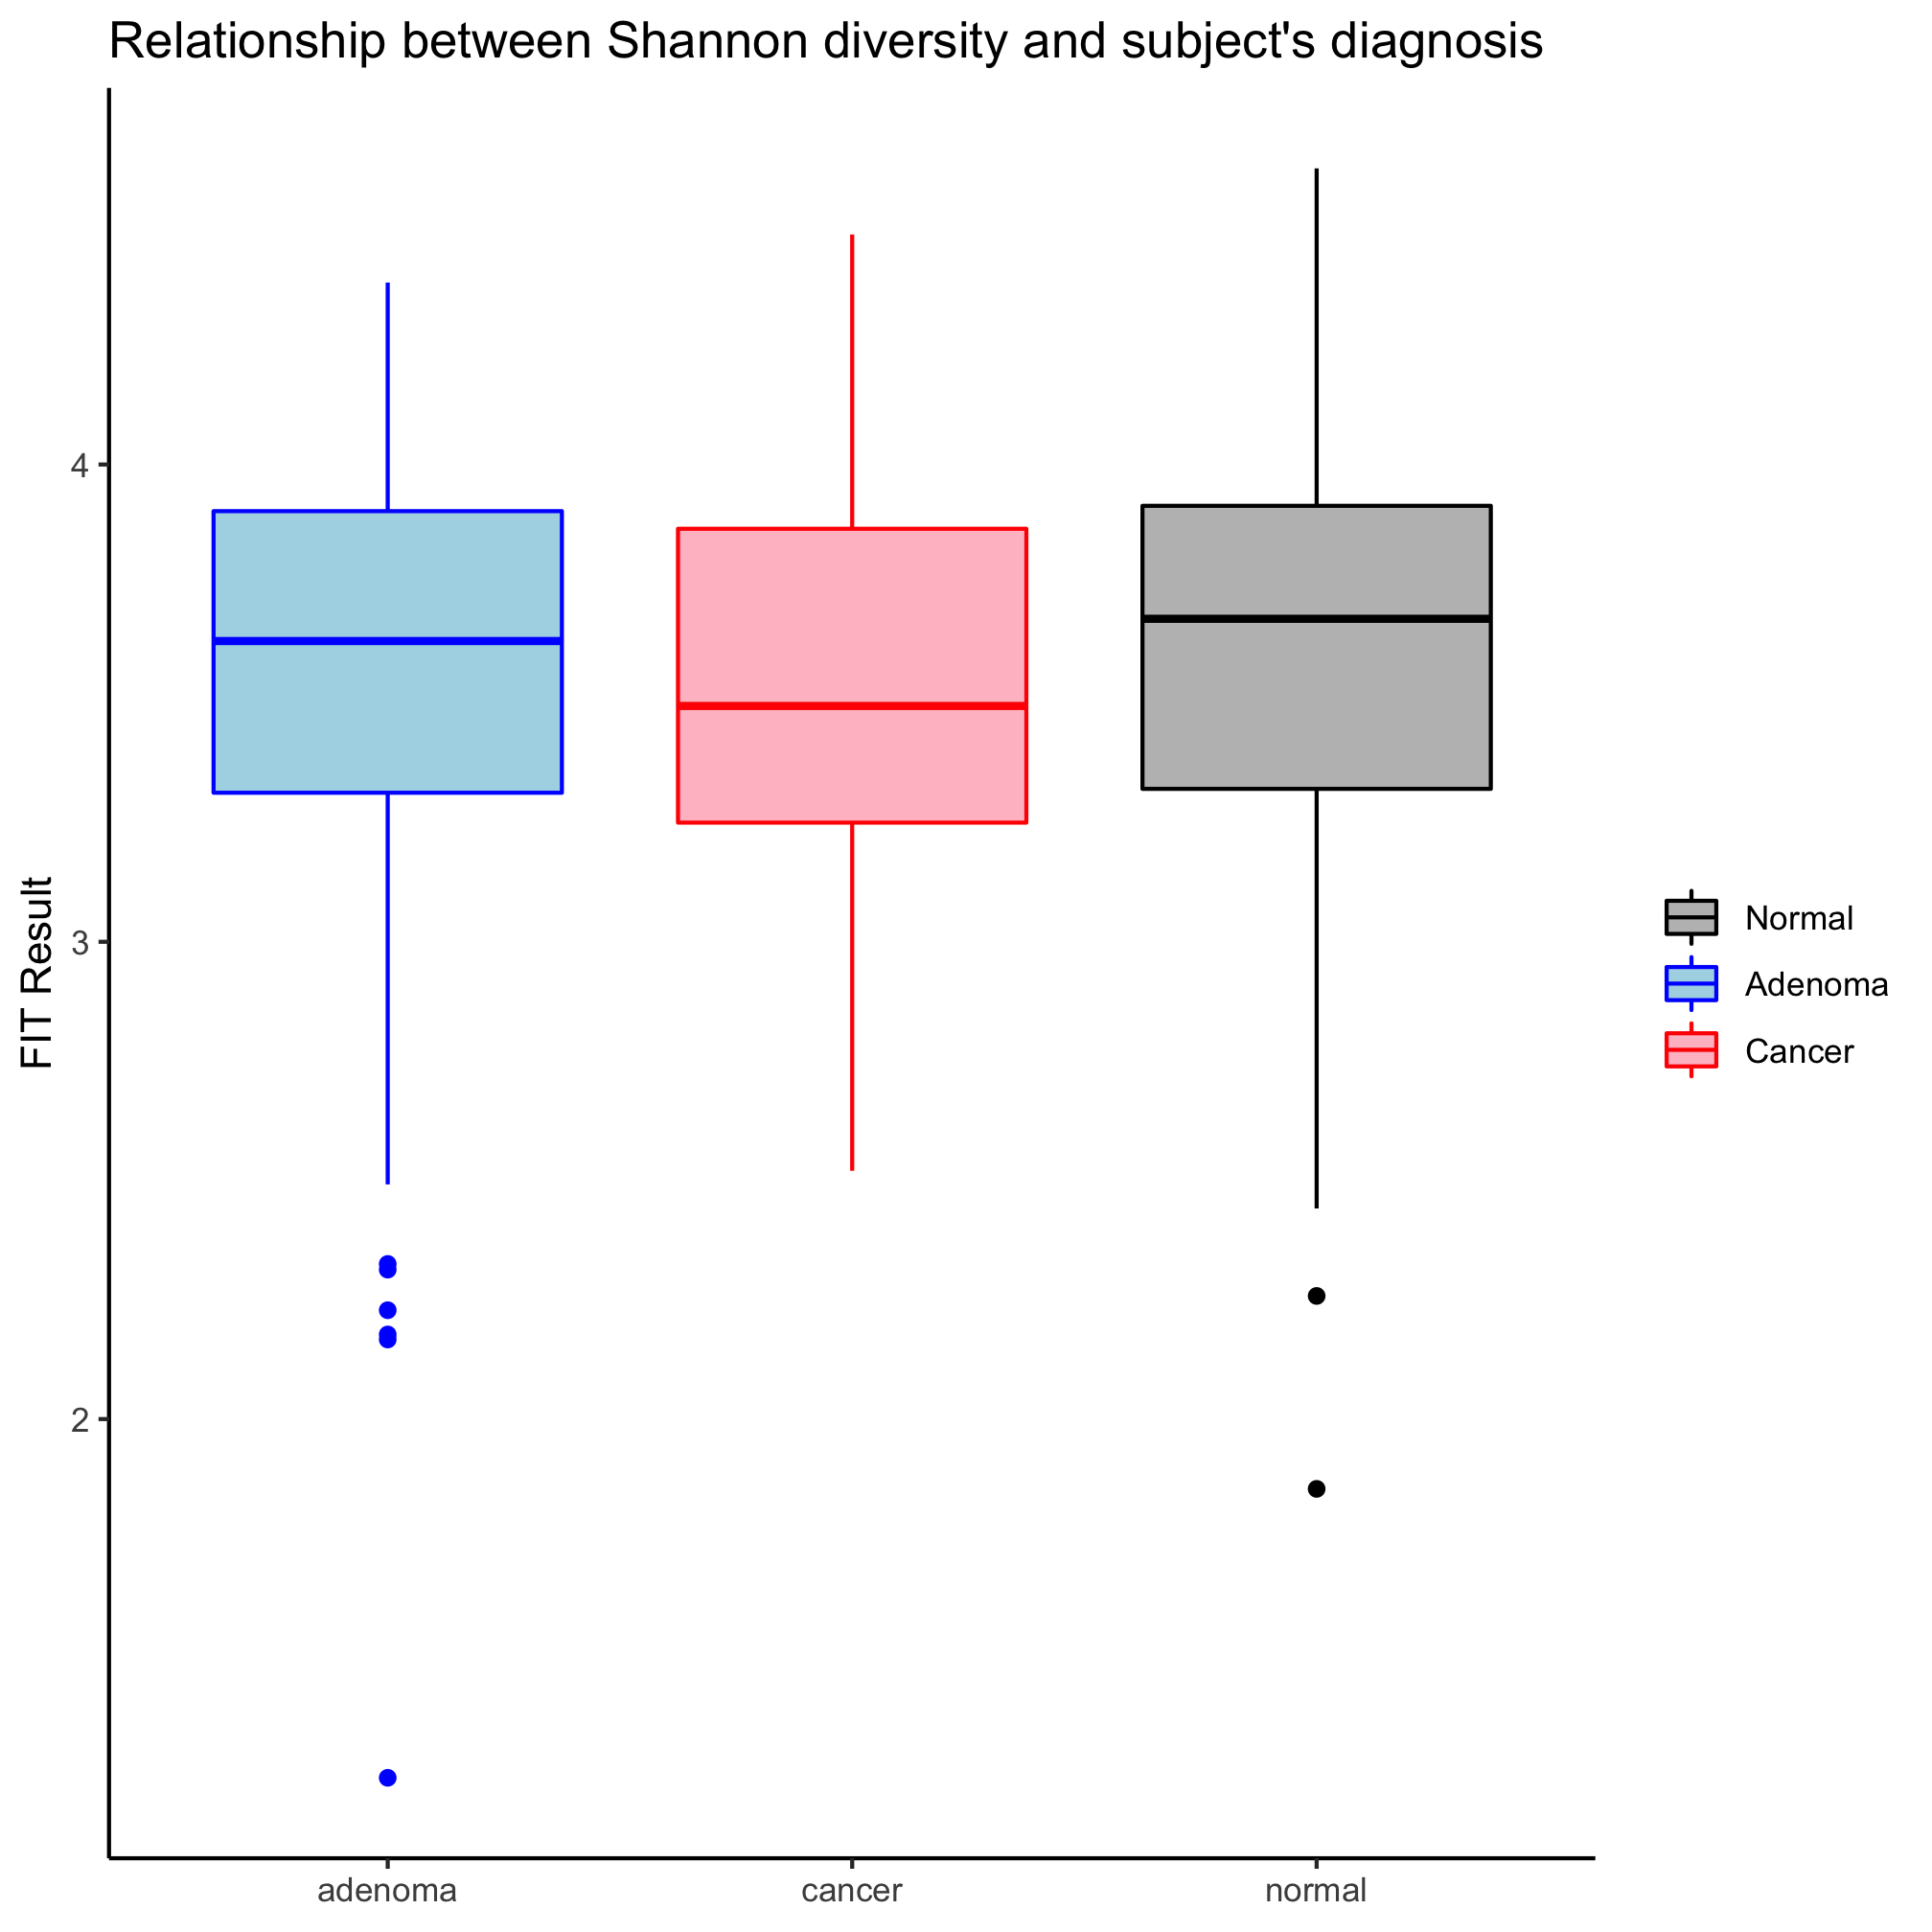 Relationship between Shannon diversity and subject's diagnosis
FIT Result
4
3
2
adenoma
cancer
normal
Normal
Adenoma
Cancer